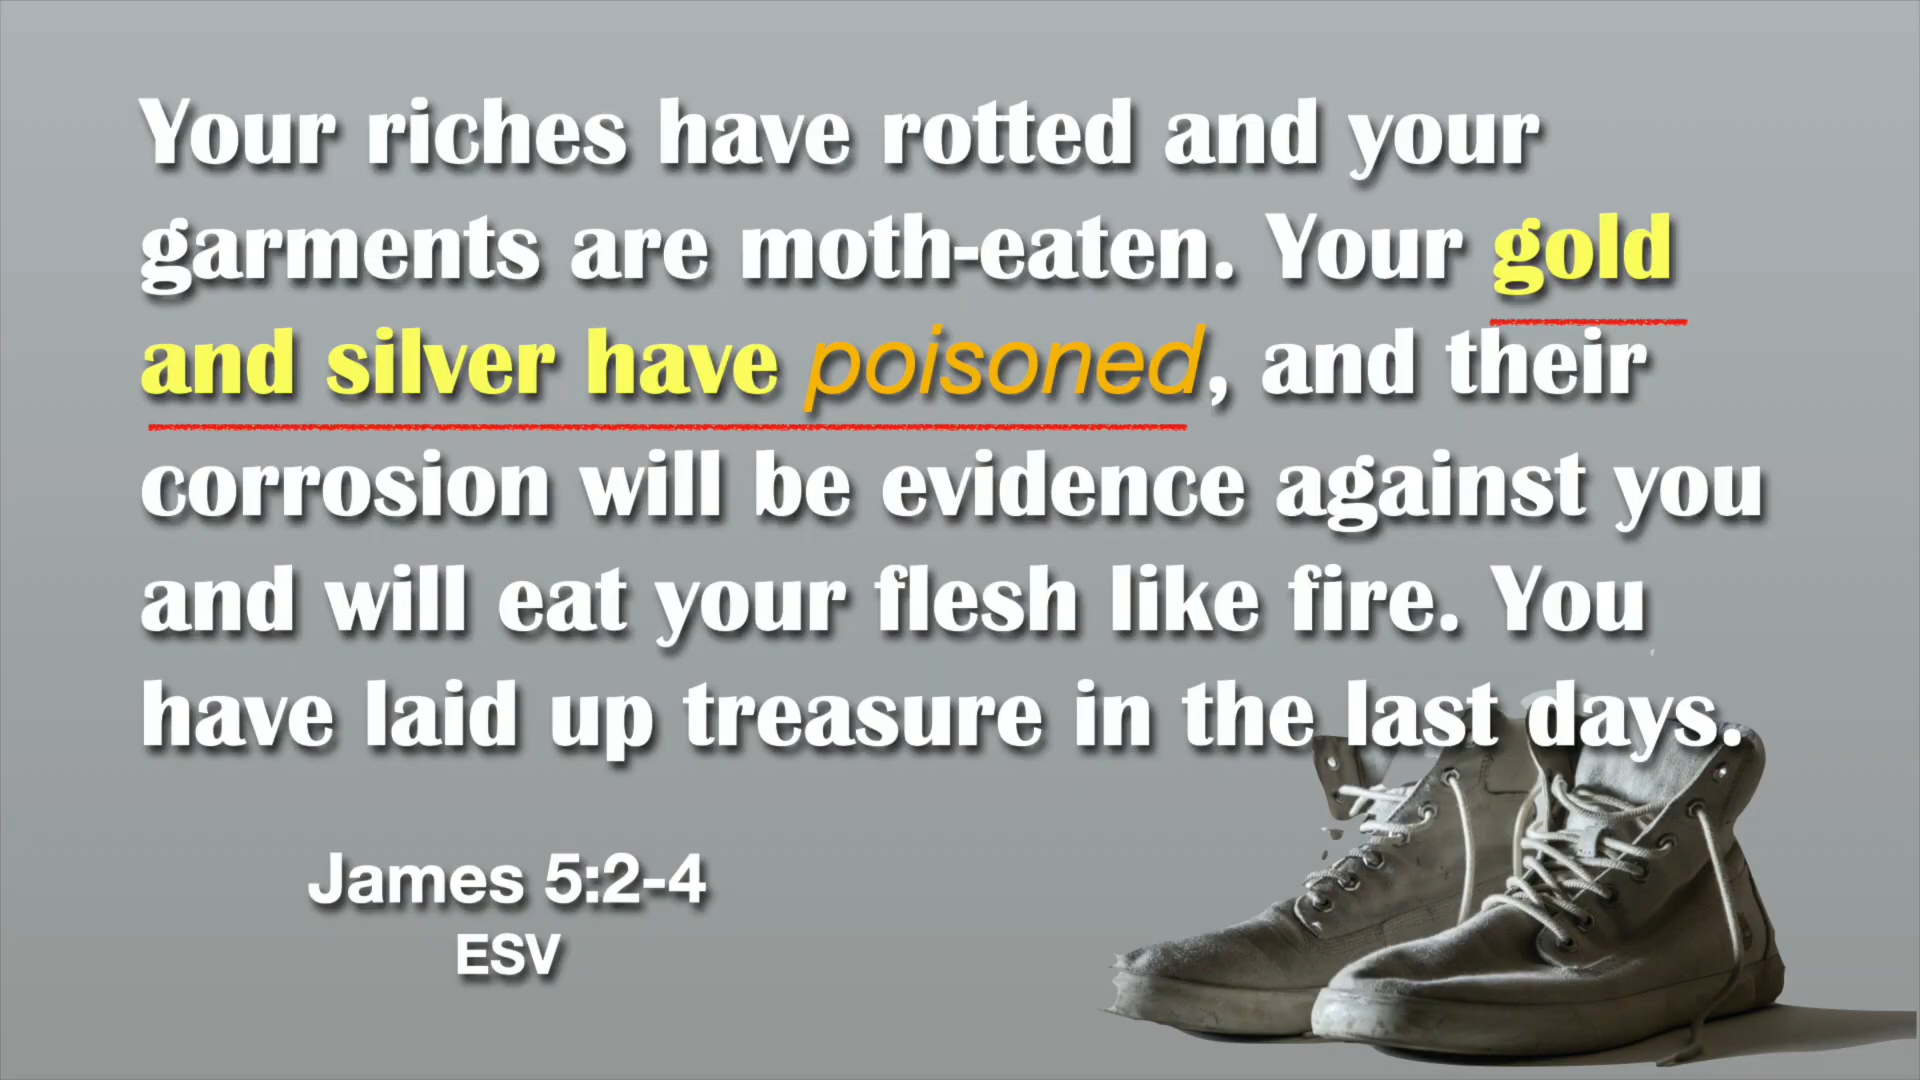 Your riches have rotted and your
garments are moth-eaten. Your gold
and silver have poisoned, and their
corrosion will be evidence against you
and will eat your flesh like fire. You
have laid up treasure in the last days.
James 5:2-4
ESV